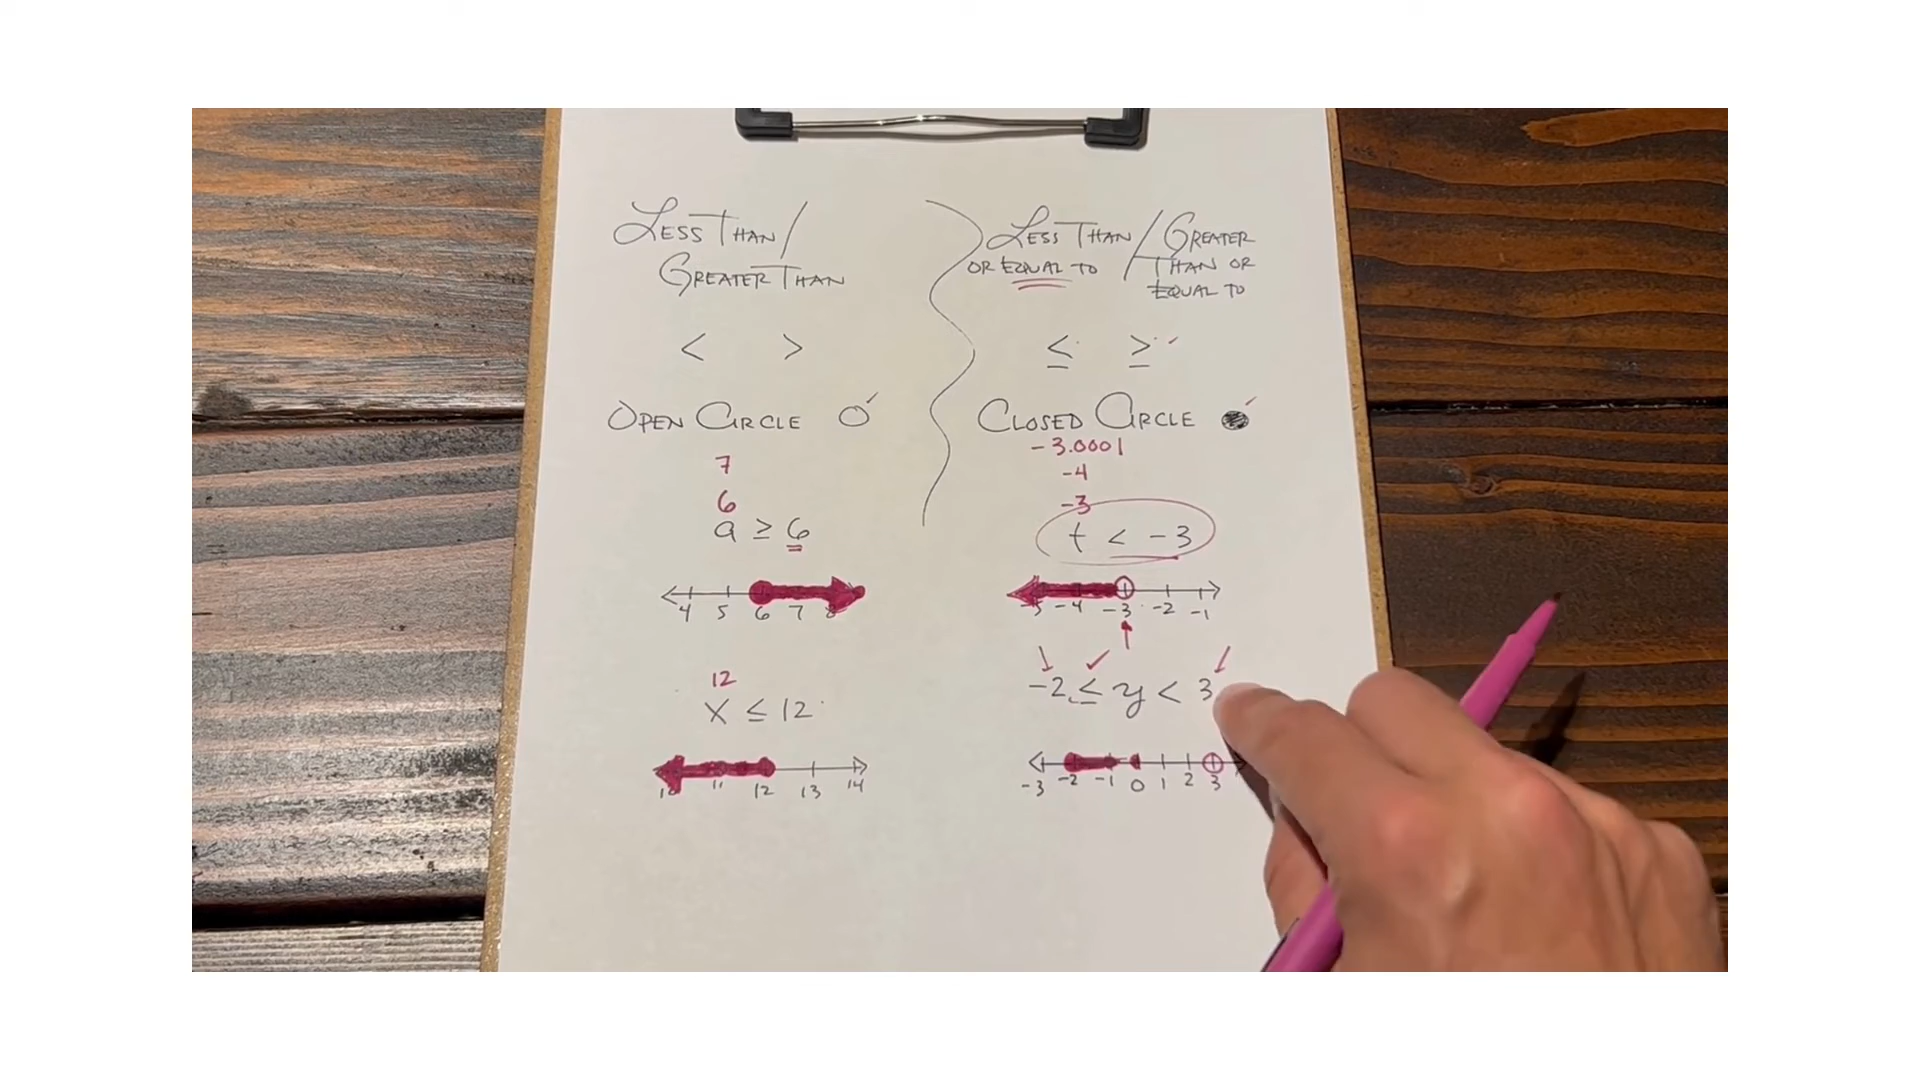 LESS THAN/
GREATER THAN
< >
OPEN CIRCLE O
7
6
a ≥ 6
4 5 6 7 8
12
x ≤ 12
10 11 12 13 14
LESS THAN / GREATER
OR EQUAL TO THAN OR
EQUAL TO
≤ ≥
CLOSED CIRCLE ●
-3.0001
-4
-3
t < -3
-4 -3 -2 -1
-2 ≤ y < 3
-3 -2 -1 0 1 2 3